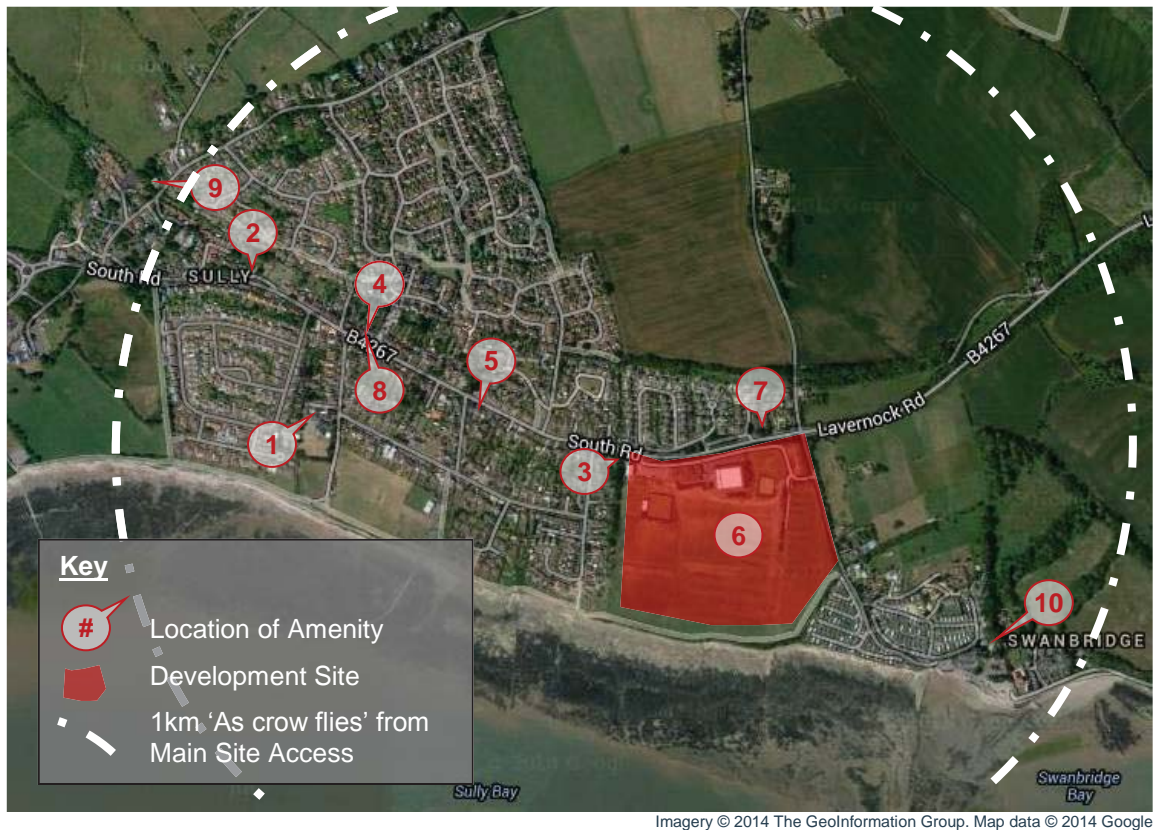 9
2
South Rd
SULLY
4
B4267
5
8
7
1
South Rd
3
Lavernock Rd
B4267
6
10
SWANBRIDGE
Key
#
Location of Amenity
Development Site
1km ‘As crow flies’ from
Main Site Access
Sully Bay
Swanbridge
Bay
Imagery © 2014 The GeoInformation Group. Map data © 2014 Google